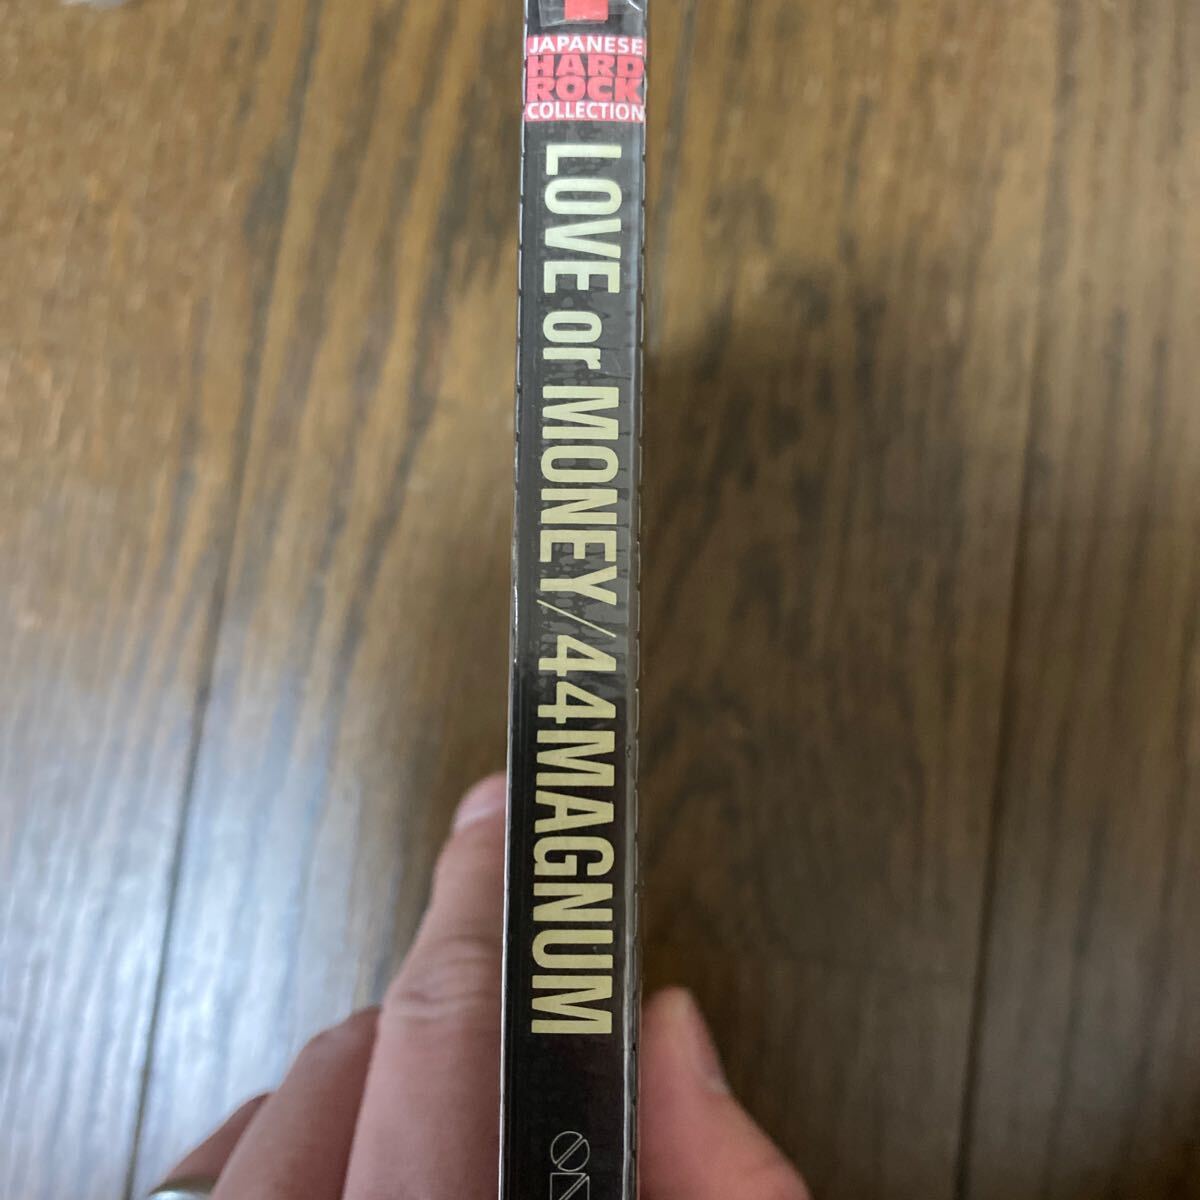 JAPANESE
HARD
ROCK
COLLECTION
LOVE or MONEY/44MAGNUM